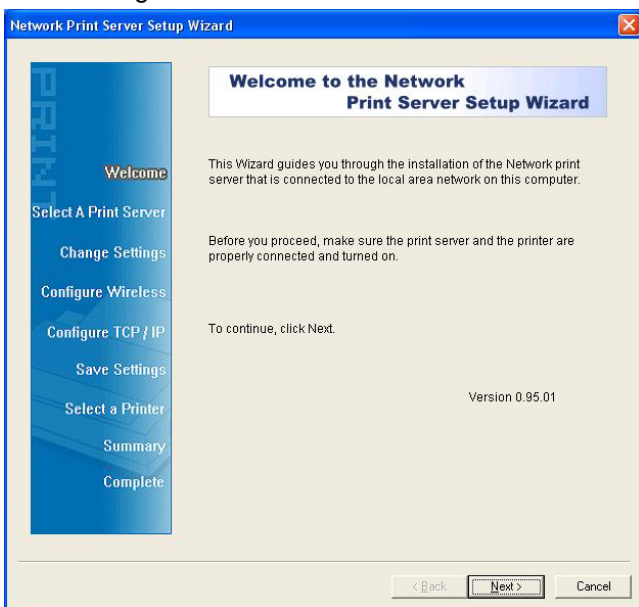 Network Print Server Setup Wizard
PRINT
Welcome
Select A Print Server
Change Settings
Configure Wireless
Configure TCP / IP
Save Settings
Select a Printer
Summary
Complete
Welcome to the Network
Print Server Setup Wizard
This Wizard guides you through the installation of the Network print
server that is connected to the local area network on this computer.
Before you proceed, make sure the print server and the printer are
properly connected and turned on.
To continue, click Next.
Version 0.95.01
< Back
Next >
Cancel